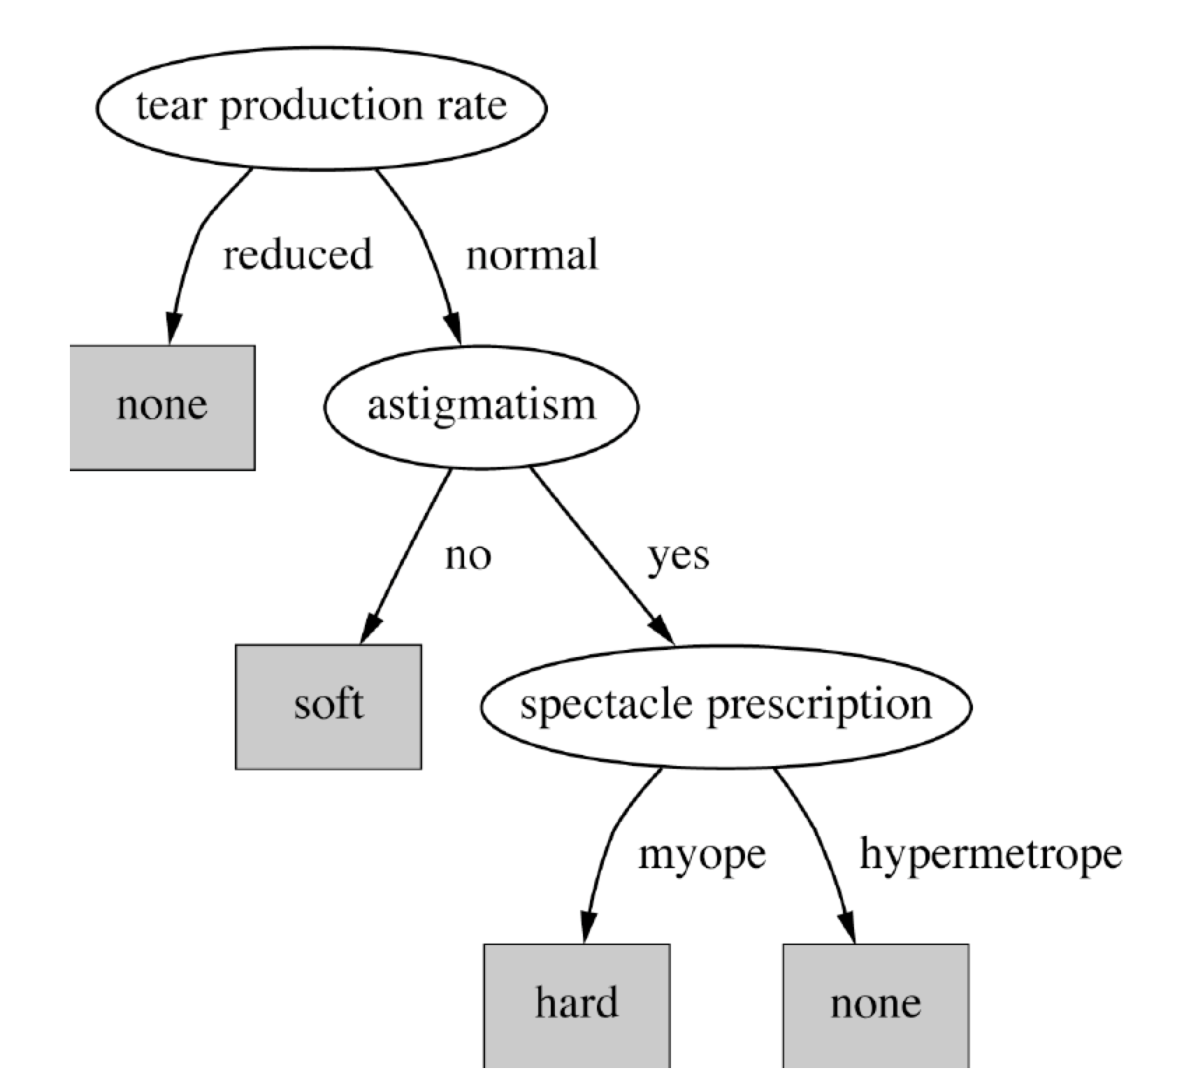 tear production rate
reduced
normal
none
astigmatism
no
yes
soft
spectacle prescription
myope
hypermetrope
hard
none